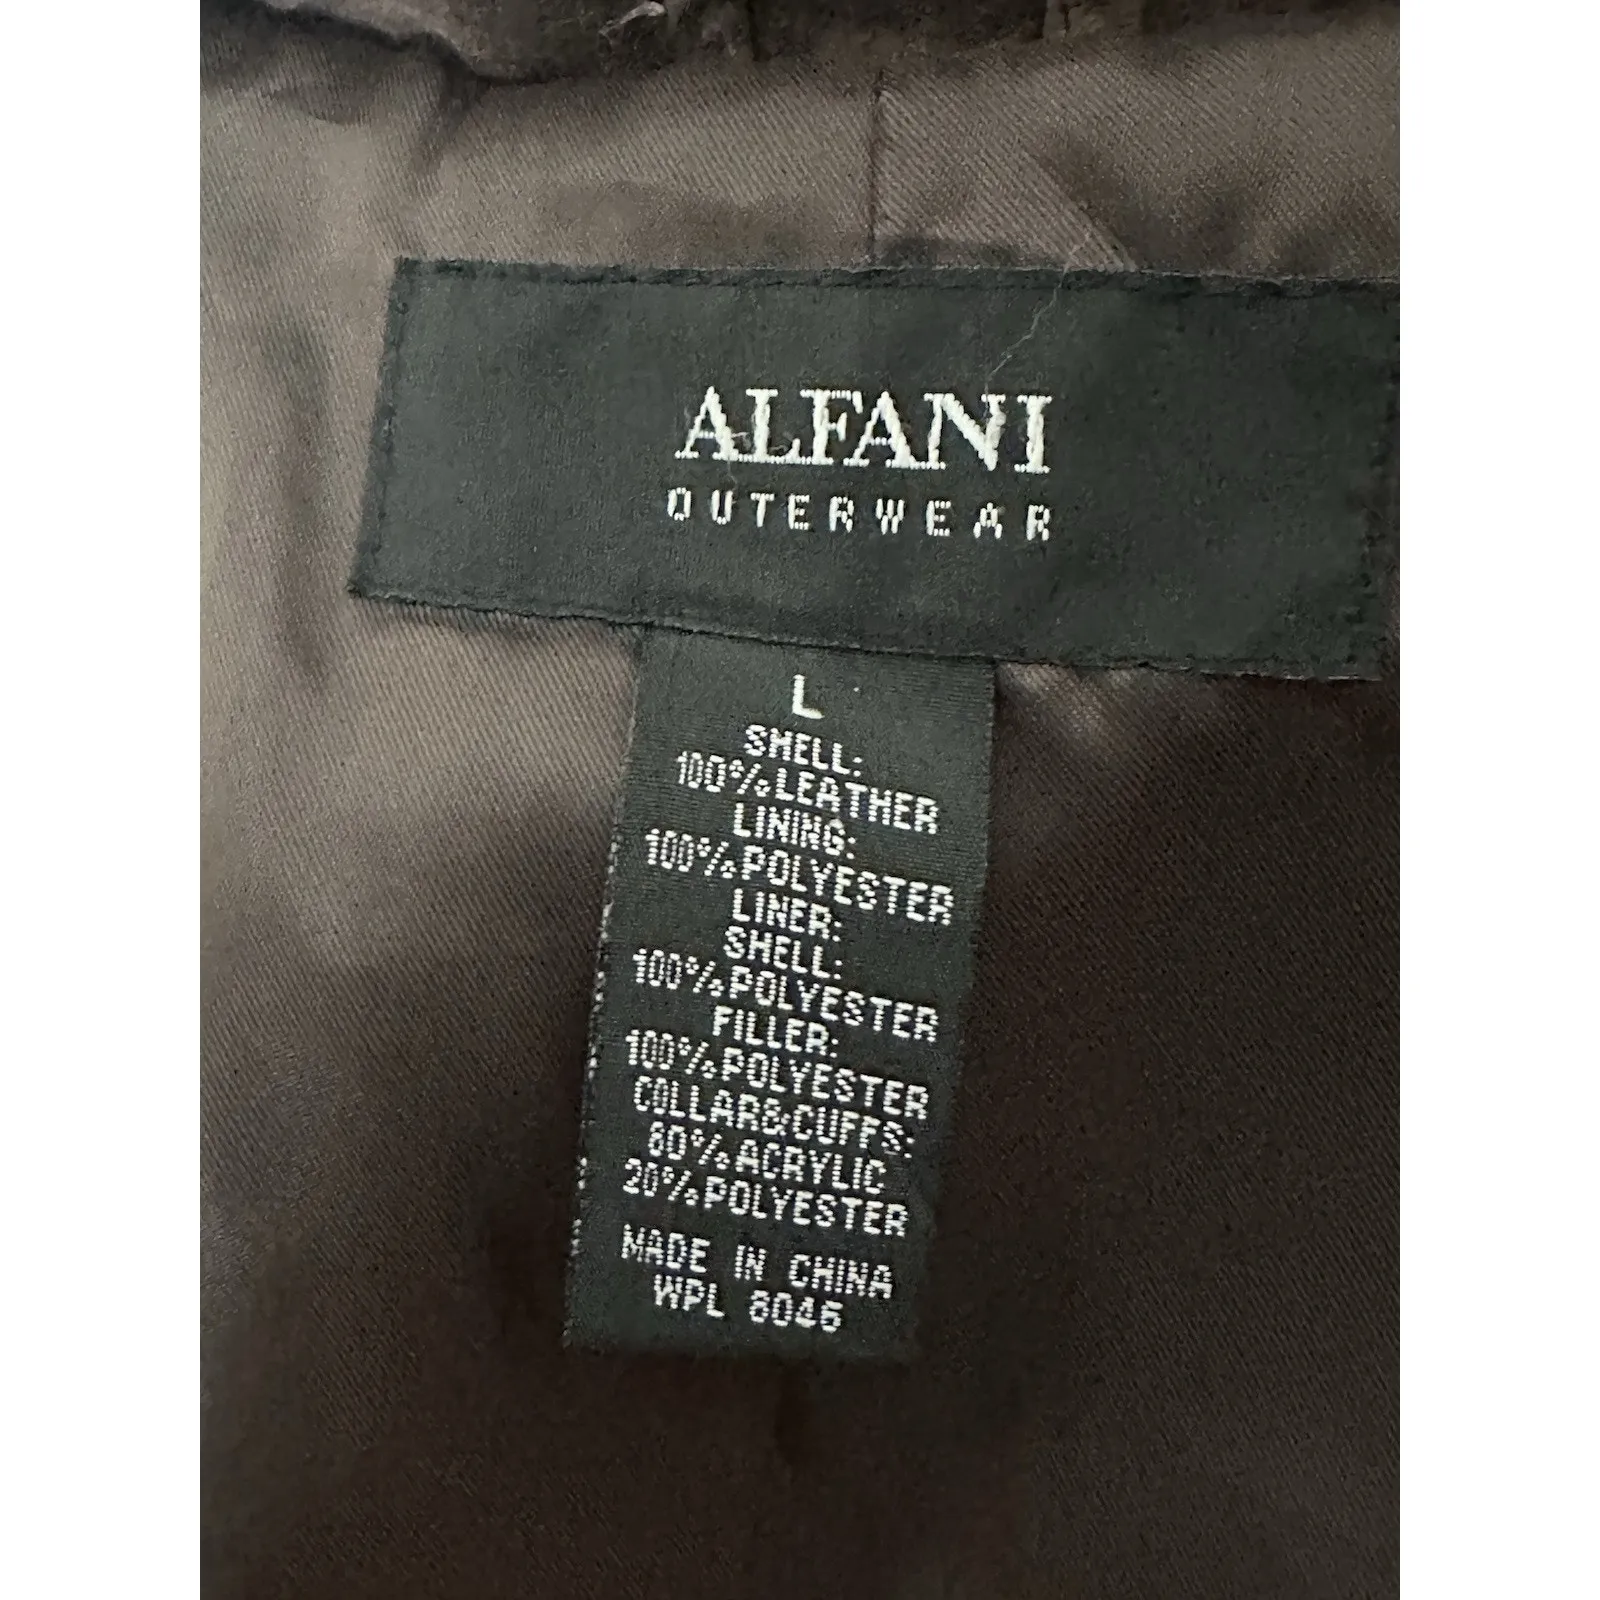 ALFANI
OUTERWEAR
L
SHELL:
100%LEATHER
LINING:
100%POLYESTER
LINER:
SHELL:
100%POLYESTER
FILLER:
100%POLYESTER
COLLAR&CUFFS:
80%ACRYLIC
20%POLYESTER
MADE IN CHINA
WPL 8046